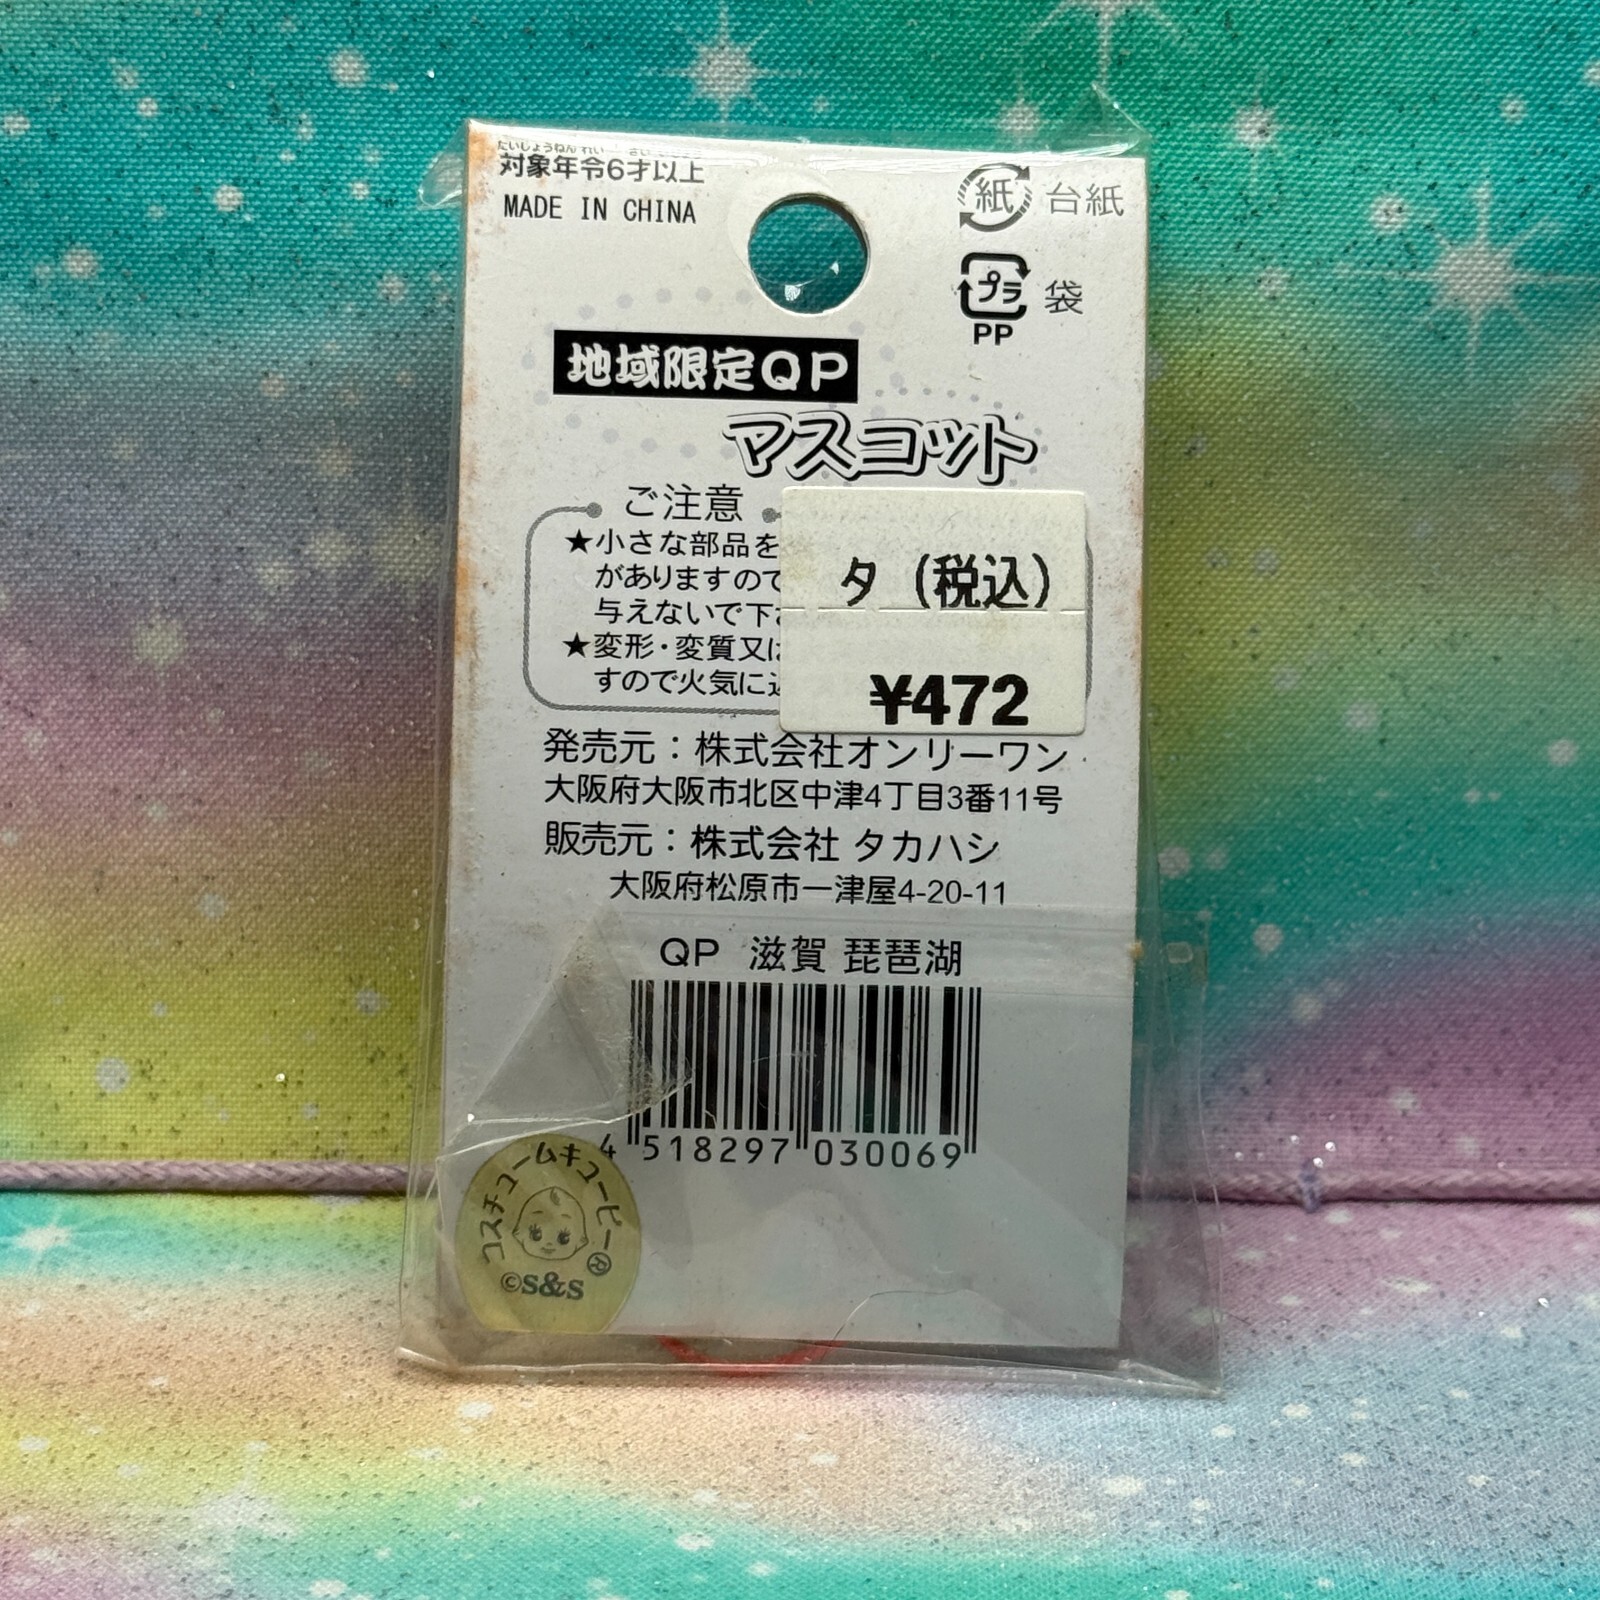 対象年令6才以上
MADE IN CHINA
紙 台紙
プラ 袋
PP
地域限定QP
マスコット
ご注意
★小さな部品を
がありますので
与えないで下
★変形・変質又は
すので火気に
タ(税込)
¥472
発売元:株式会社オンリーワン
大阪府大阪市北区中津4丁目3番11号
販売元:株式会社 タカハシ
大阪府松原市一津屋4-20-11
QP 滋賀 琵琶湖
4 518297 030069
コスチュームキューピー®
©S&S